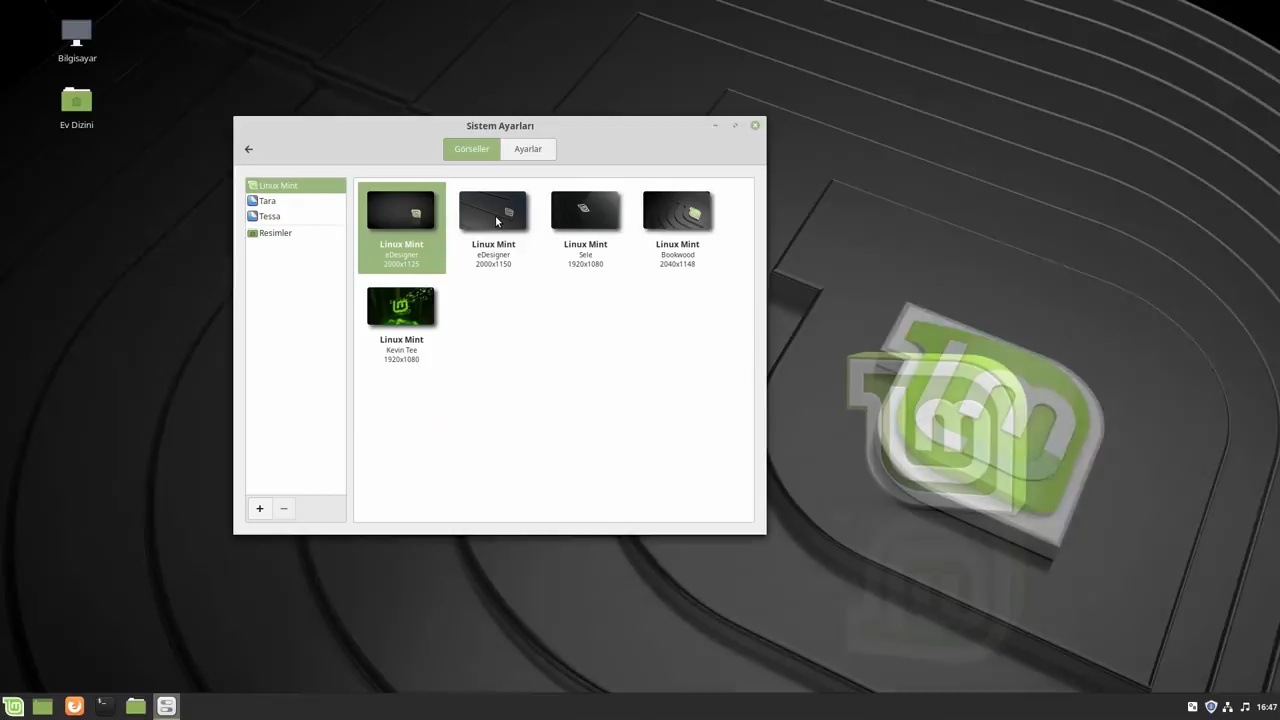 Bilgisayar
Ev Dizini
Sistem Ayarları
Görseller
Ayarlar
Linux Mint
Tara
Tessa
Resimler
Linux Mint
eDesigner
2000x1125
Linux Mint
eDesigner
2000x1150
Linux Mint
Sele
1920x1080
Linux Mint
Bookwood
2040x1148
Linux Mint
Kevin Tee
1920x1080
16:47